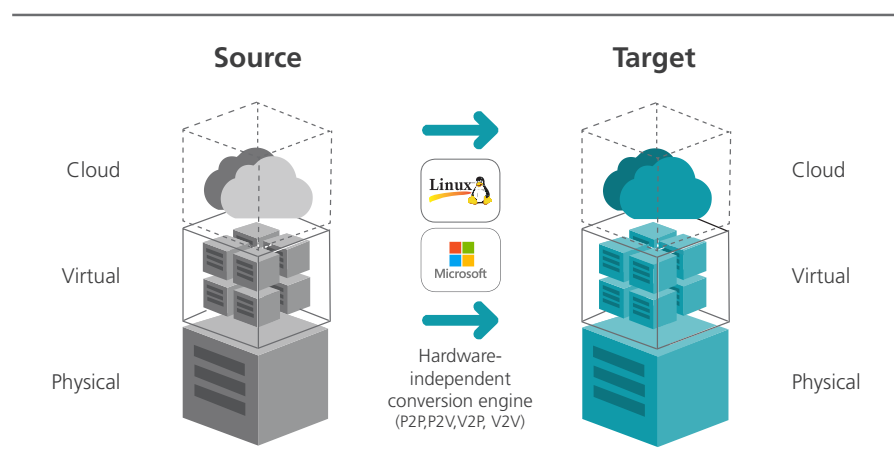 Source
Target
Cloud
Linux
Cloud
Virtual
Microsoft
Virtual
Physical
Hardware-
independent
conversion engine
(P2P,P2V,V2P, V2V)
Physical